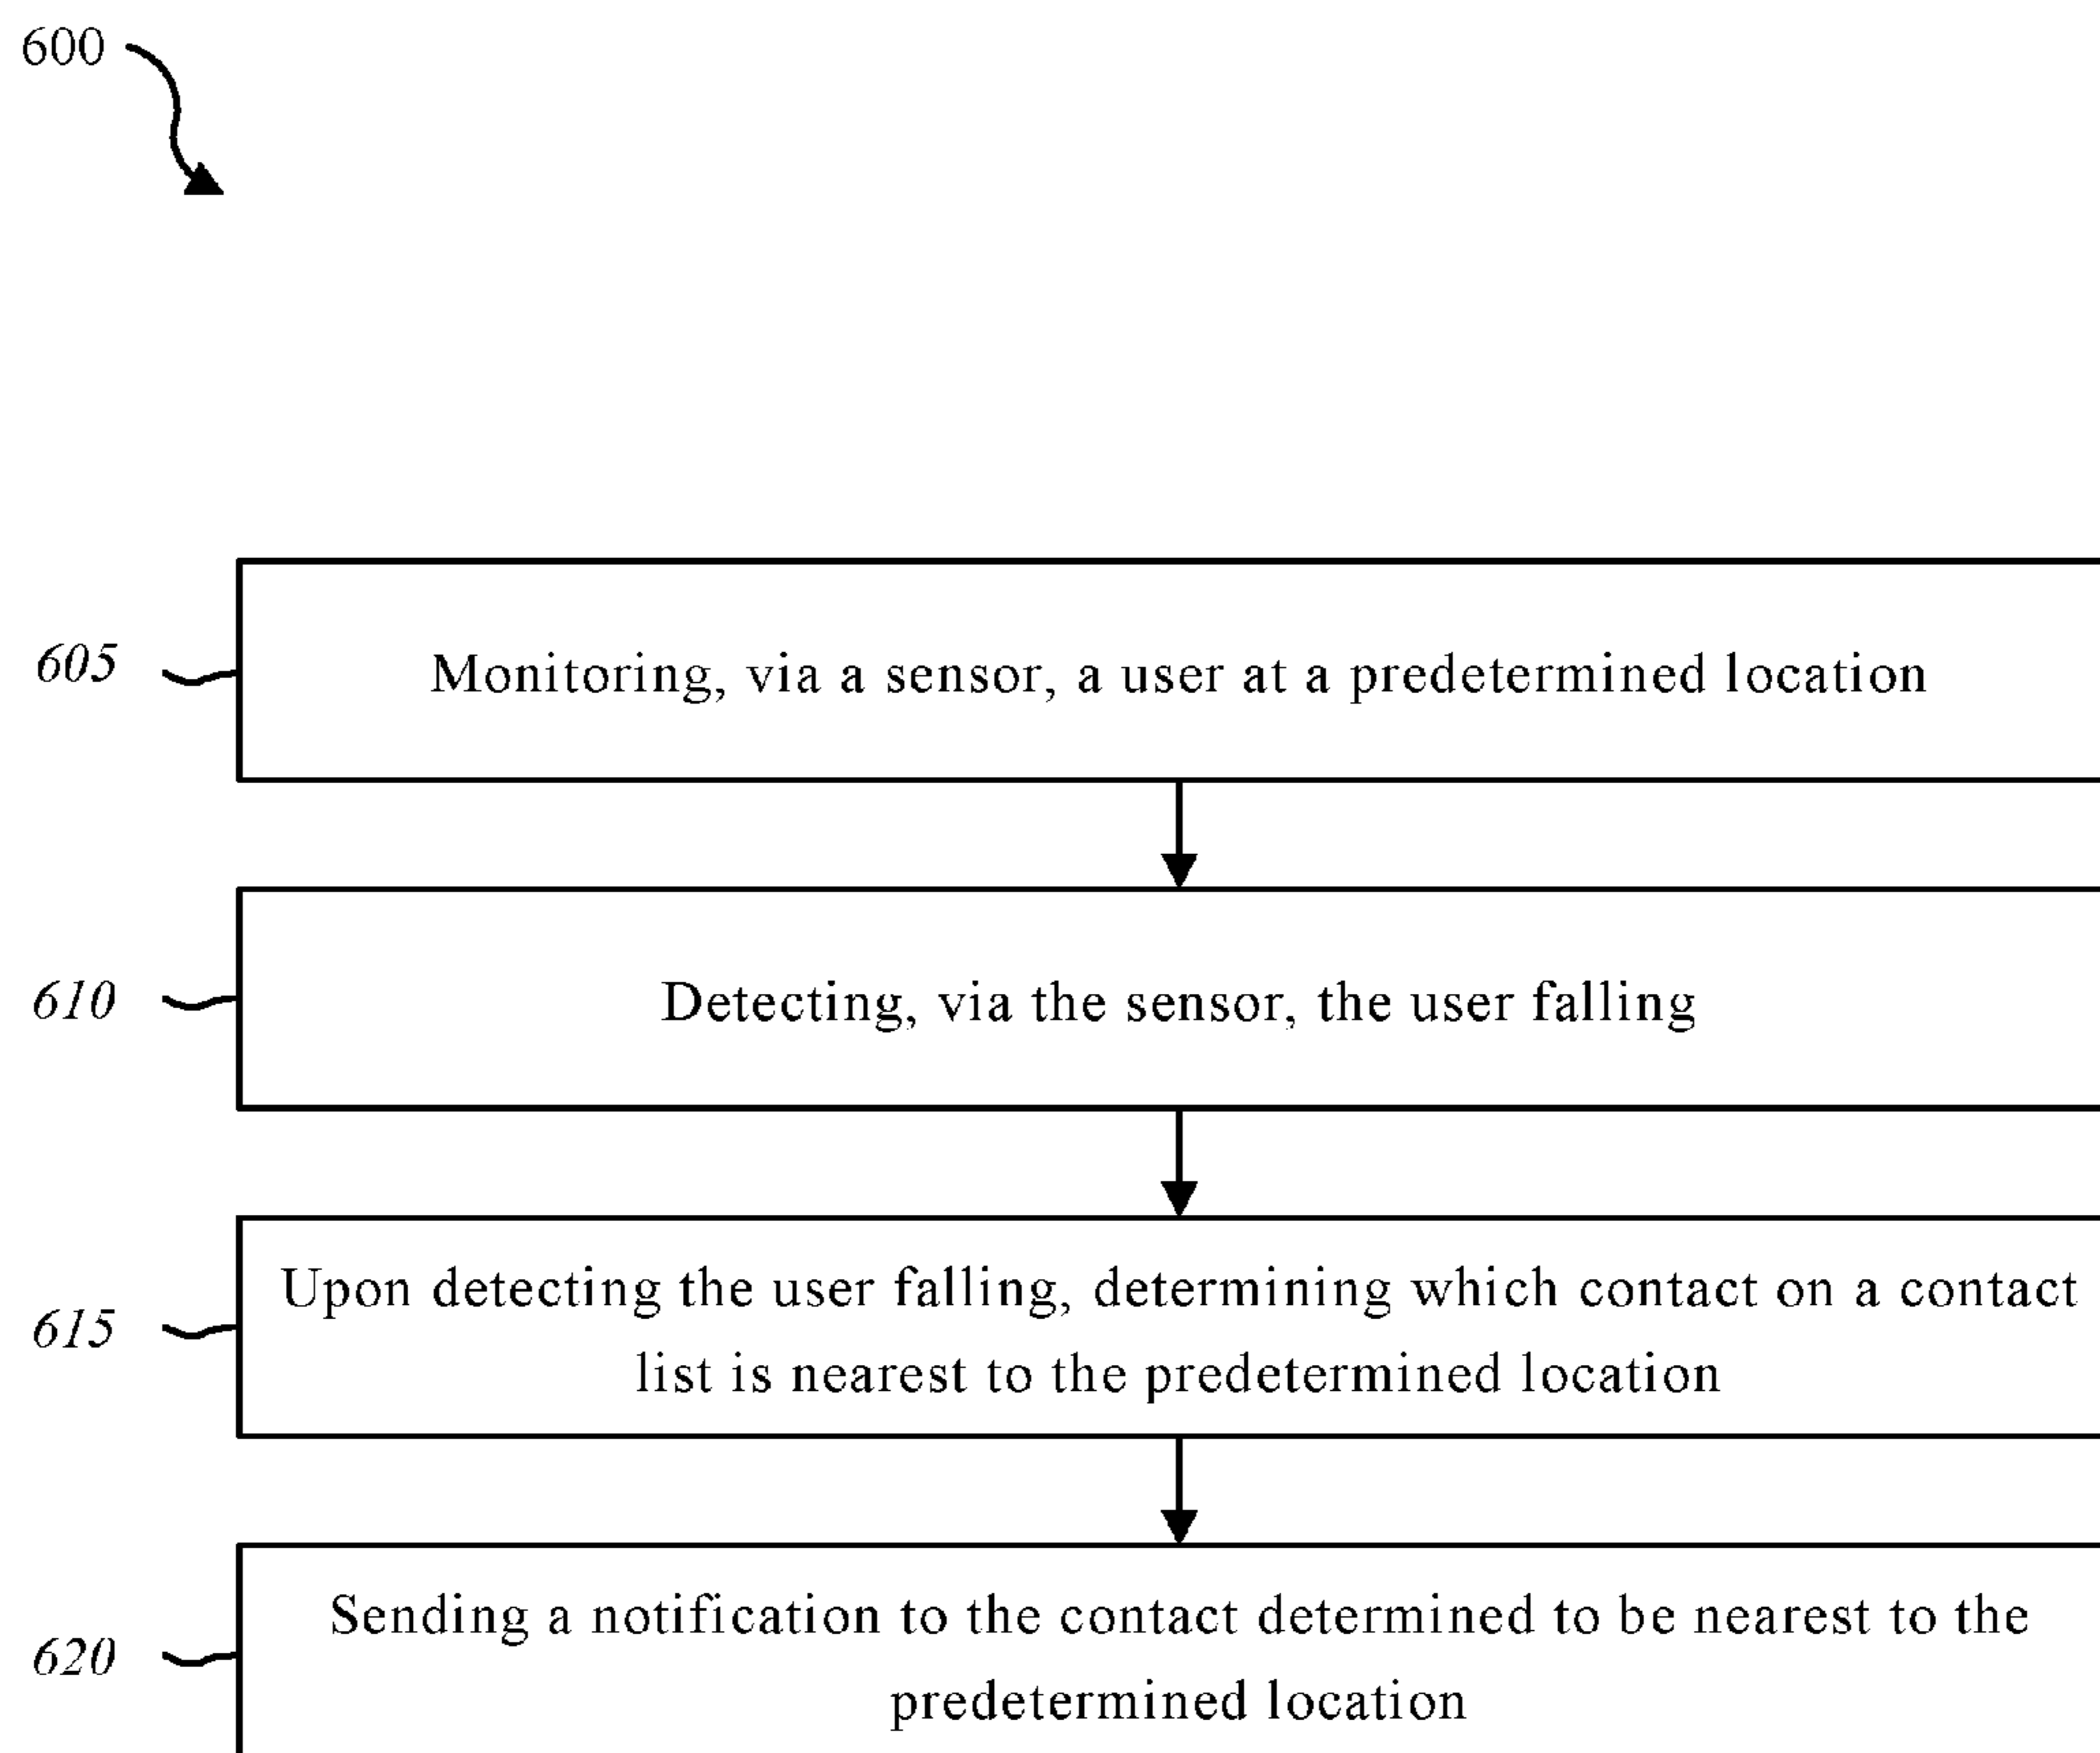 600
605
Monitoring, via a sensor, a user at a predetermined location
610
Detecting, via the sensor, the user falling
615
Upon detecting the user falling, determining which contact on a contact
list is nearest to the predetermined location
620
Sending a notification to the contact determined to be nearest to the
predetermined location